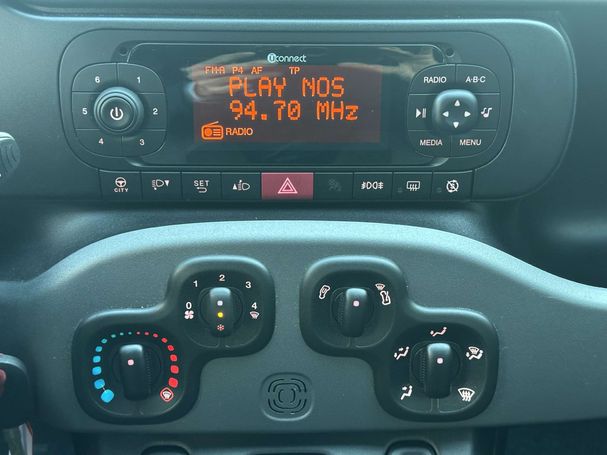 Uconnect
FM-A P4 AF TP
PLAY NOS
94.70 MHz
RADIO
6 1
5 2
4 3
RADIO A-B-C
MEDIA MENU
CITY
SET
0 1 2 3 4